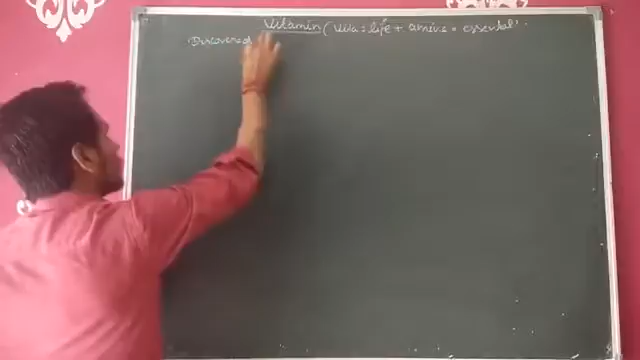 Vitamin (Vita = life + amine = essential
Discovered